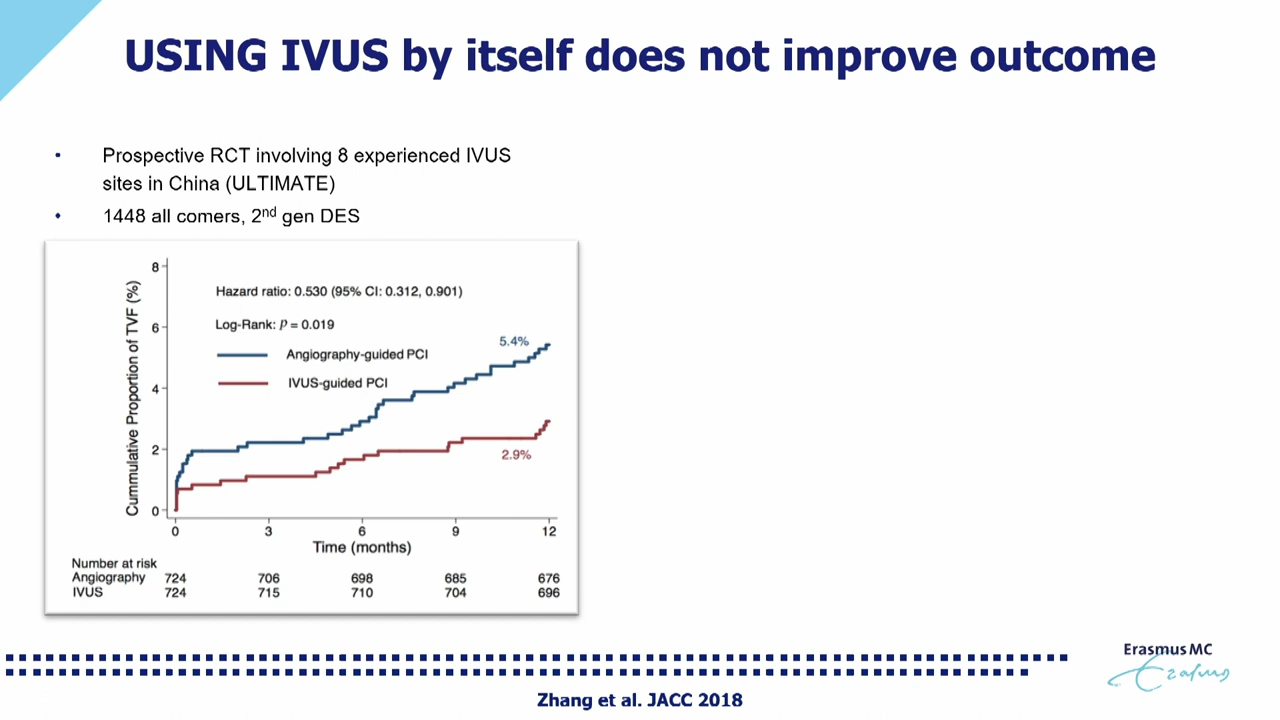 USING IVUS by itself does not improve outcome
• Prospective RCT involving 8 experienced IVUS
sites in China (ULTIMATE)
• 1448 all comers, 2nd gen DES
Cummulative Proportion of TVF (%)
8
6
4
2
0
Hazard ratio: 0.530 (95% CI: 0.312, 0.901)
Log-Rank: P = 0.019
Angiography-guided PCI
IVUS-guided PCI
5.4%
2.9%
0 3 6 9 12
Time (months)
Number at risk
Angiography 724 706 698 685 676
IVUS 724 715 710 704 696
Erasmus MC
Erasmus
Zhang et al. JACC 2018